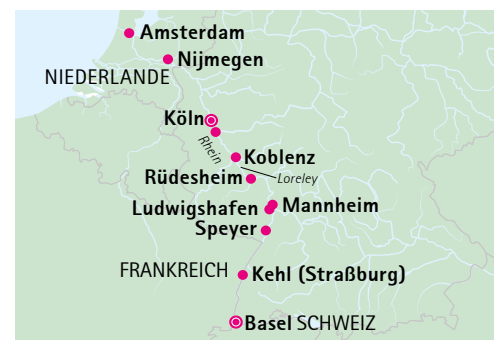 Amsterdam
Nijmegen
NIEDERLANDE
Köln
Rhein
Koblenz
Loreley
Rüdesheim
Mannheim
Ludwigshafen
Speyer
FRANKREICH
Kehl (Straßburg)
Basel SCHWEIZ